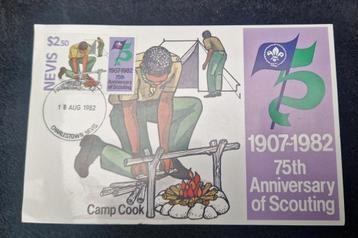 NEVIS
$2.50
1907-1982
75th Anniversary
of Scouting
18 AUG 1982
CHARLESTOWN NEVIS
Camp Cook
75
1907-1982
75th
Anniversary
of Scouting